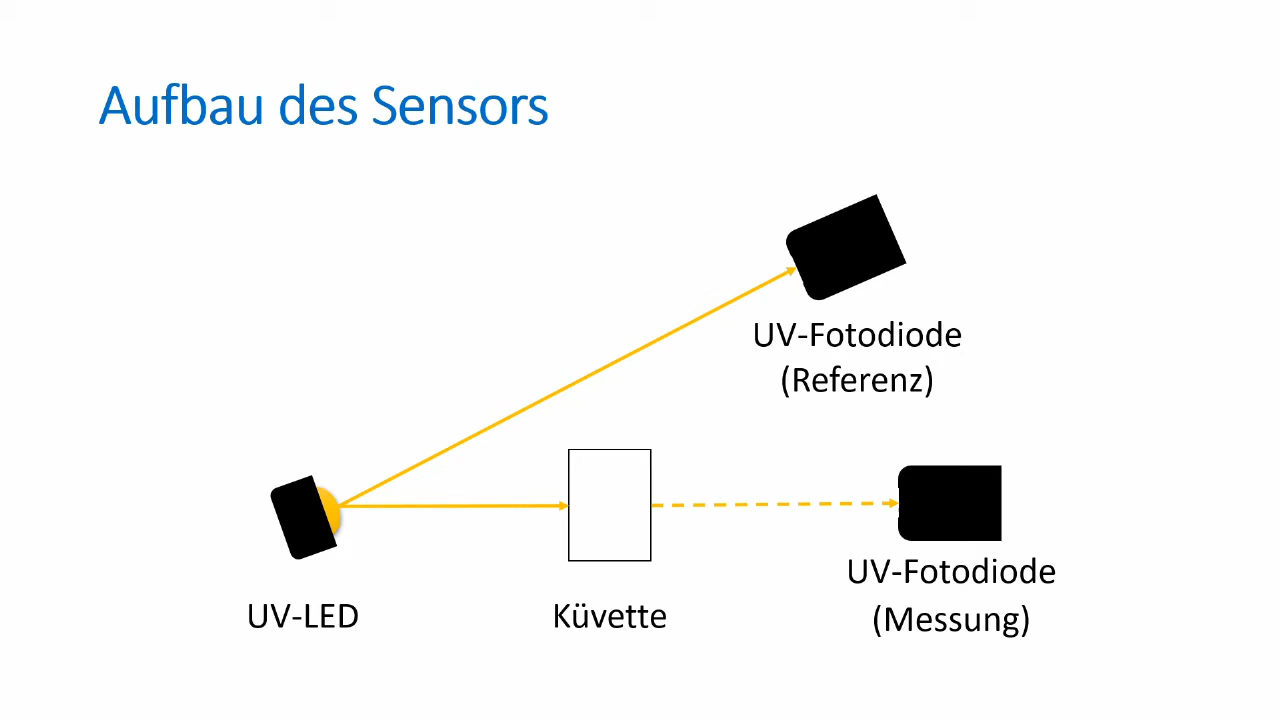 Aufbau des Sensors
UV-Fotodiode
(Referenz)
UV-LED
Küvette
UV-Fotodiode
(Messung)